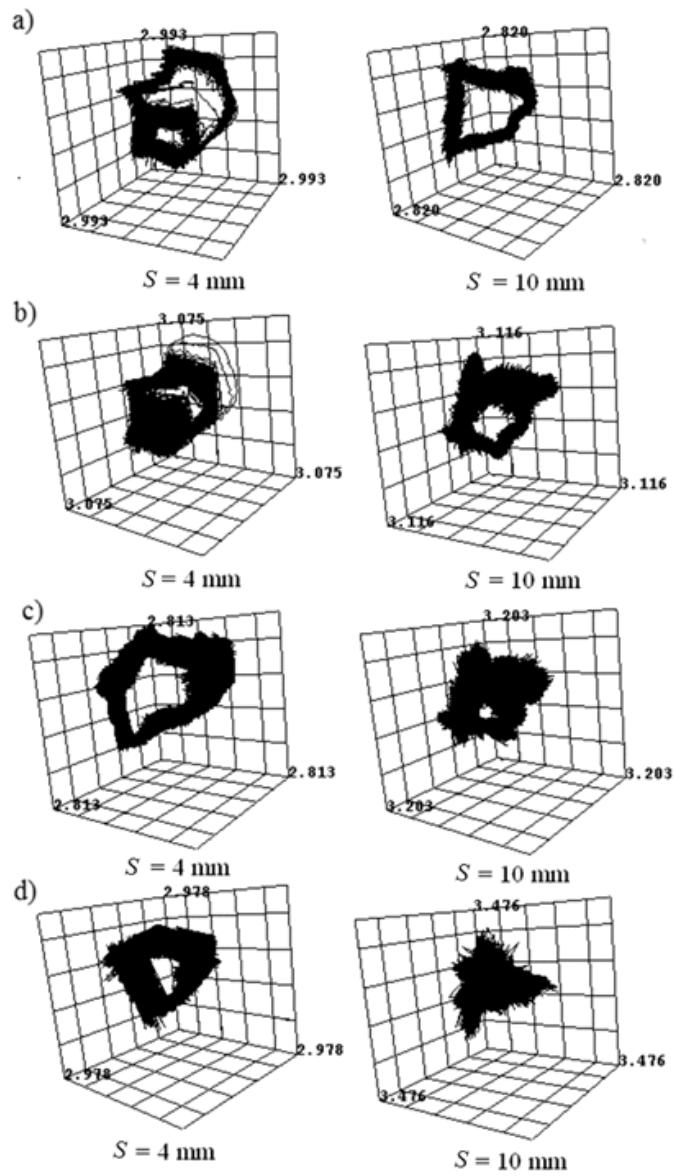 a)
2.993
2.993
2.993
S = 4 mm
2.820
2.820
2.820
S = 10 mm
b)
3.075
3.075
3.075
S = 4 mm
3.116
3.116
3.116
S = 10 mm
c)
2.813
2.813
2.813
S = 4 mm
3.203
3.203
3.203
S = 10 mm
d)
2.978
2.978
2.978
S = 4 mm
3.476
3.476
3.476
S = 10 mm